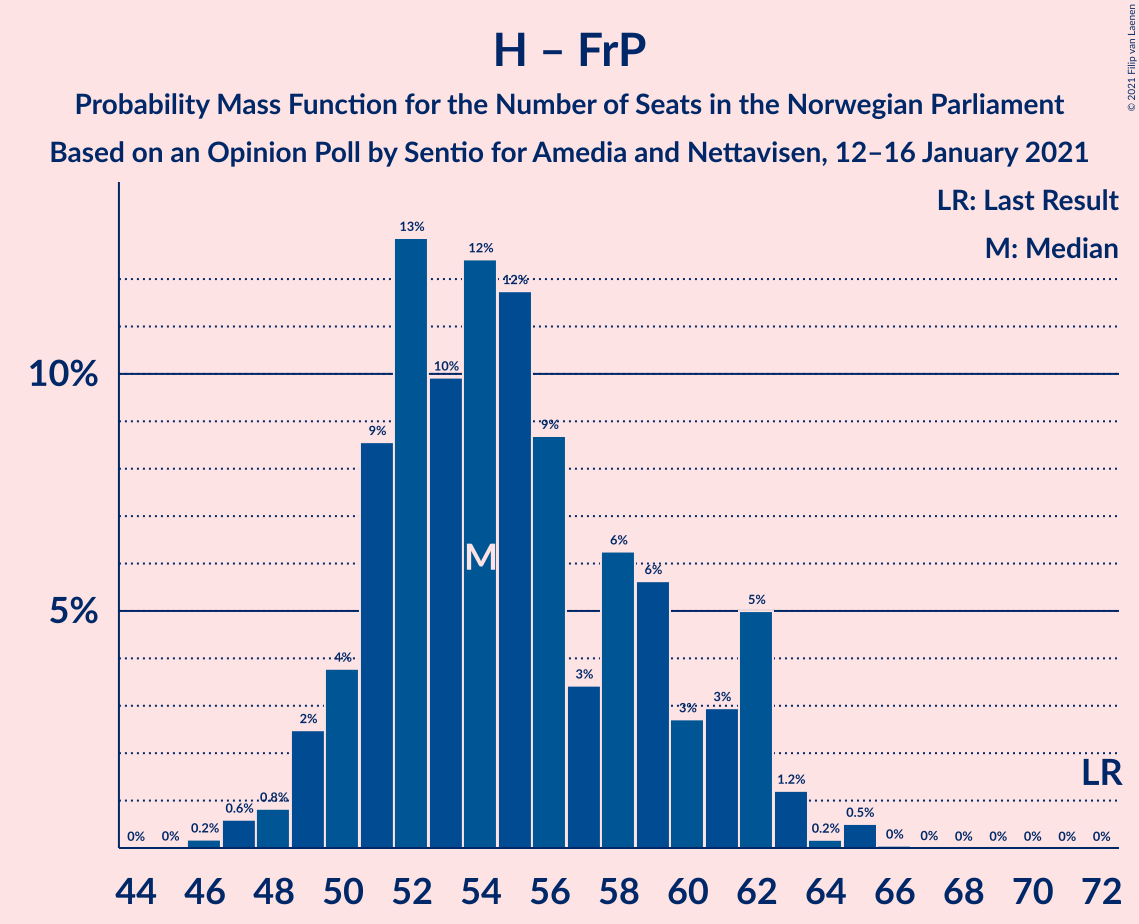 © 2021 Filip van Laenen
H – FrP
Probability Mass Function for the Number of Seats in the Norwegian Parliament
Based on an Opinion Poll by Sentio for Amedia and Nettavisen, 12–16 January 2021
LR: Last Result
M: Median
10%
5%
0% 0% 0.2% 0.6% 0.8% 2% 4% 9% 13% 10% 12% 12% 9% 3% 6% 6% 3% 3% 5% 1.2% 0.2% 0.5% 0% 0% 0% 0% 0% 0% 0%
M
LR
44 46 48 50 52 54 56 58 60 62 64 66 68 70 72